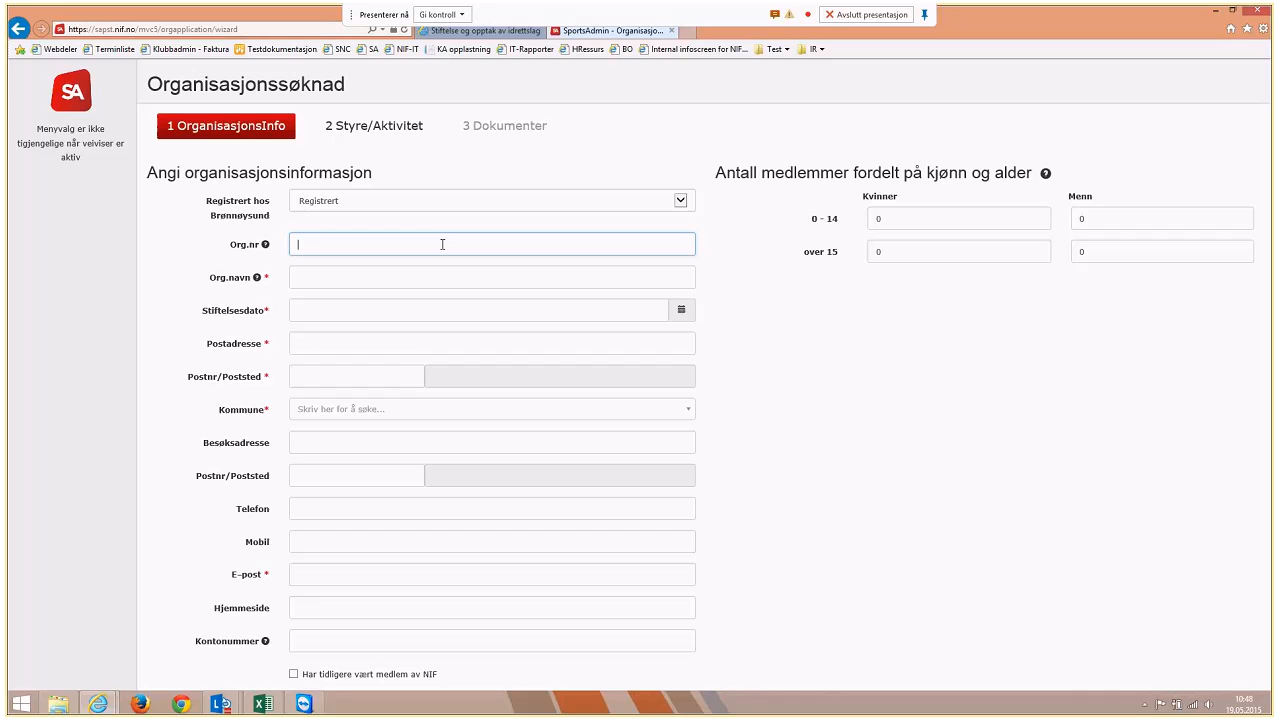 Presenterer nå
Gi kontroll
Avslutt presentasjon
https://sapst.nif.no/mvc5/orgapplication/wizard
Stiftelse og opptak av idrettslag
SportsAdmin - Organisasjo...
Webdeler
Terminliste
Klubbadmin - Faktura
Testdokumentasjon
SNC
SA
NIF-IT
KA opplastning
IT-Rapporter
HRessurs
BO
Internal infoscreen for NIF...
Test
IR
SA
Menyvalg er ikke
tigjengelige når veiviser er
aktiv
Organisasjonssøknad
1 OrganisasjonsInfo
2 Styre/Aktivitet
3 Dokumenter
Angi organisasjonsinformasjon
Registrert hos
Brønnøysund
Registrert
Org.nr
Org.navn *
Stiftelsesdato*
Postadresse *
Postnr/Poststed *
Kommune*
Skriv her for å søke...
Besøksadresse
Postnr/Poststed
Telefon
Mobil
E-post *
Hjemmeside
Kontonummer
Har tidligere vært medlem av NIF
Antall medlemmer fordelt på kjønn og alder
Kvinner
Menn
0 - 14
0
0
over 15
0
0
10:48
19.05.2015